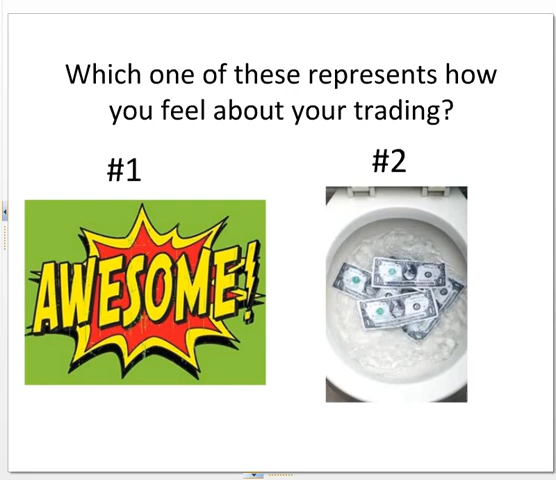 Which one of these represents how
you feel about your trading?
#1
#2
AWESOME!